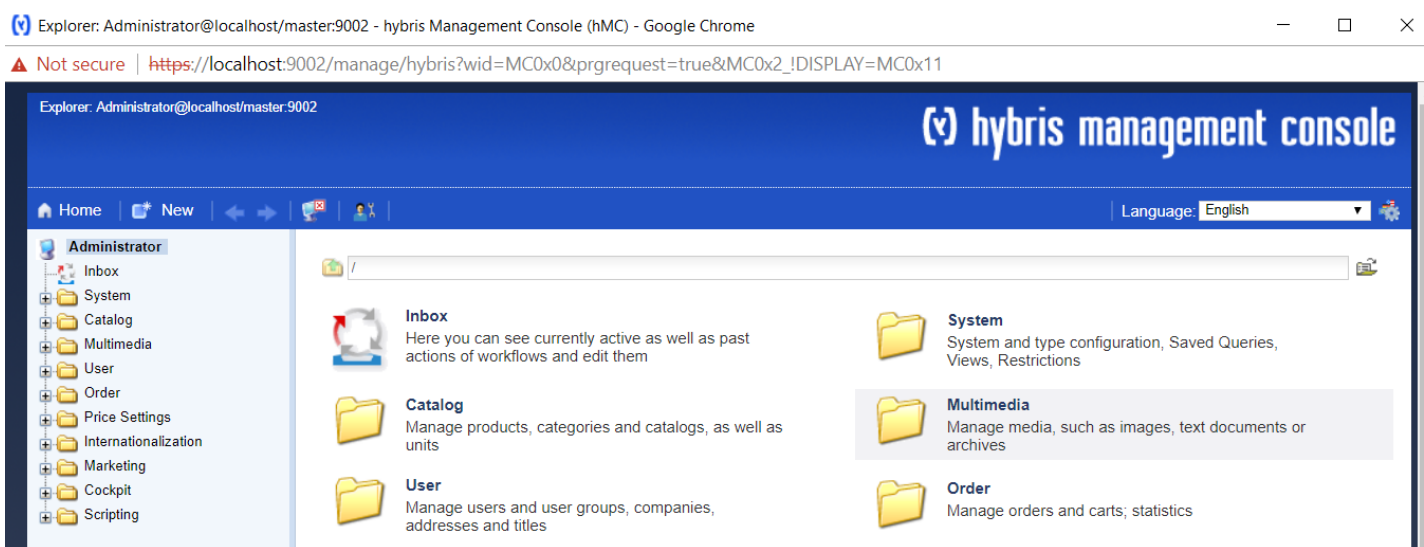 Explorer: Administrator@localhost/master:9002 - hybris Management Console (hMC) - Google Chrome
Not secure | https://localhost:9002/manage/hybris?wid=MC0x0&prgrequest=true&MC0x2_!DISPLAY=MC0x11
Explorer: Administrator@localhost/master:9002
(y) hybris management console
Home New Language: English
Administrator
Inbox
System
Catalog
Multimedia
User
Order
Price Settings
Internationalization
Marketing
Cockpit
Scripting
/
Inbox
Here you can see currently active as well as past
actions of workflows and edit them
System
System and type configuration, Saved Queries,
Views, Restrictions
Catalog
Manage products, categories and catalogs, as well as
units
Multimedia
Manage media, such as images, text documents or
archives
User
Manage users and user groups, companies,
addresses and titles
Order
Manage orders and carts; statistics